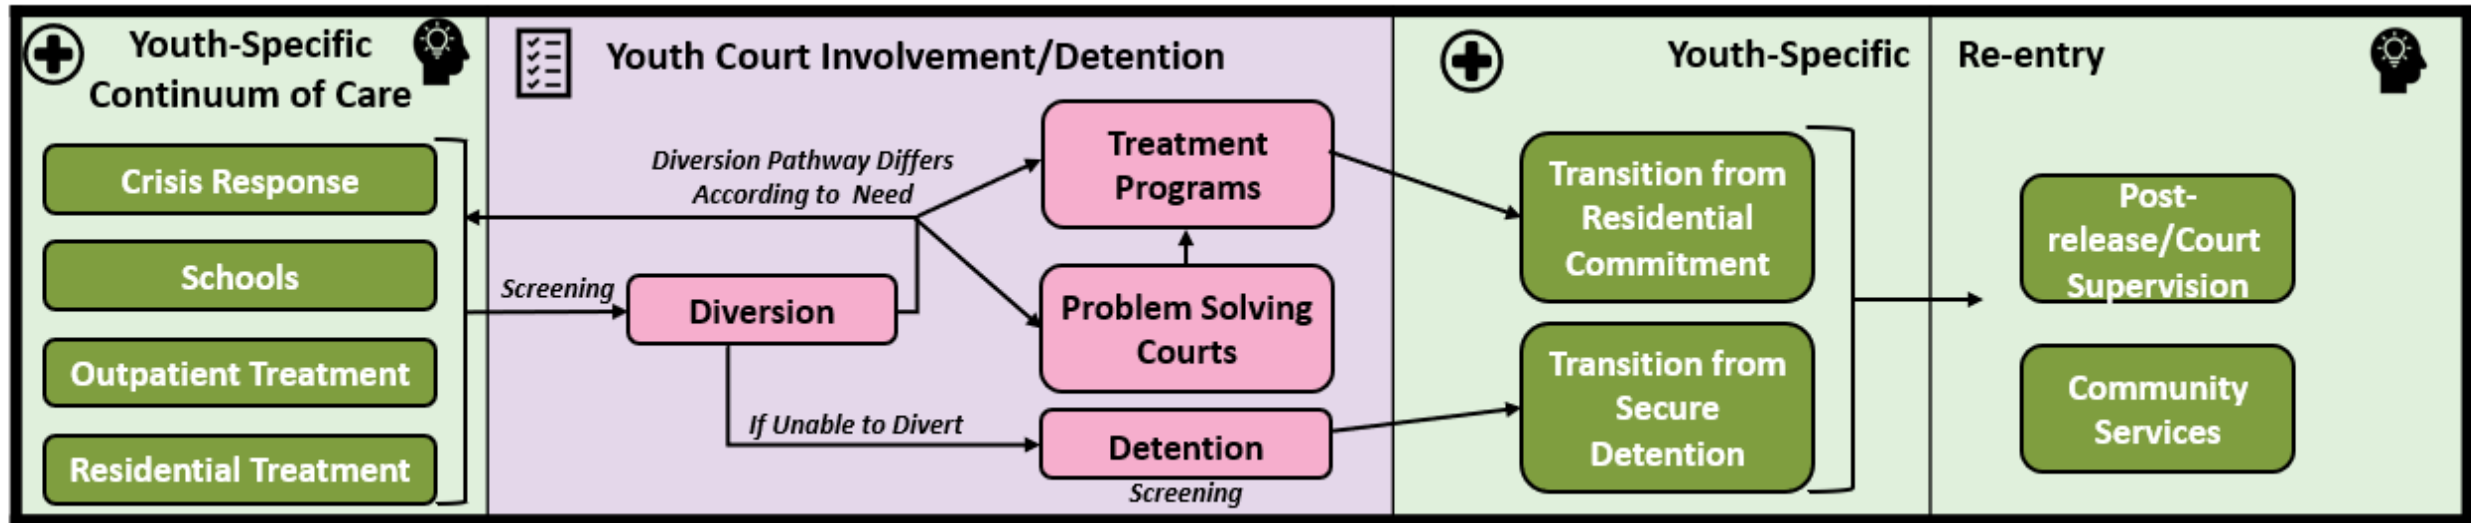 Youth-Specific
Continuum of Care
Crisis Response
Schools
Outpatient Treatment
Residential Treatment
Youth Court Involvement/Detention
Diversion Pathway Differs
According to Need
Screening
Diversion
If Unable to Divert
Treatment
Programs
Problem Solving
Courts
Detention
Screening
Youth-Specific
Transition from
Residential
Commitment
Transition from
Secure
Detention
Re-entry
Post-
release/Court
Supervision
Community
Services